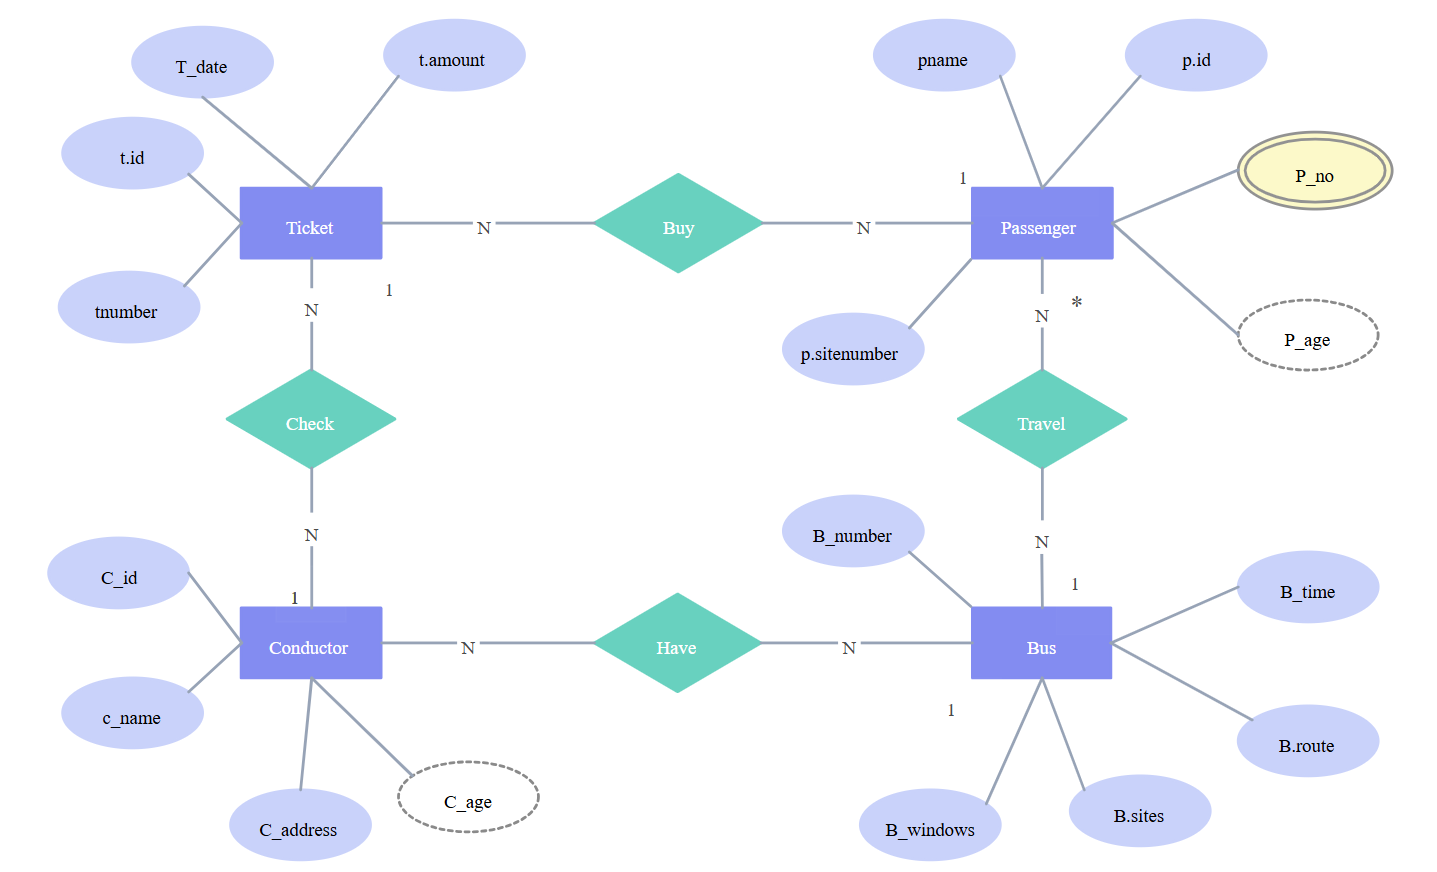 T_date
t.amount
pname
p.id
t.id
P_no
1
Ticket
N
Buy
N
Passenger
1
N
*
N
tnumber
p.sitenumber
P_age
Check
Travel
B_number
N
N
C_id
1
1
B_time
Conductor
N
Have
N
Bus
c_name
1
B.route
C_address
C_age
B_windows
B.sites